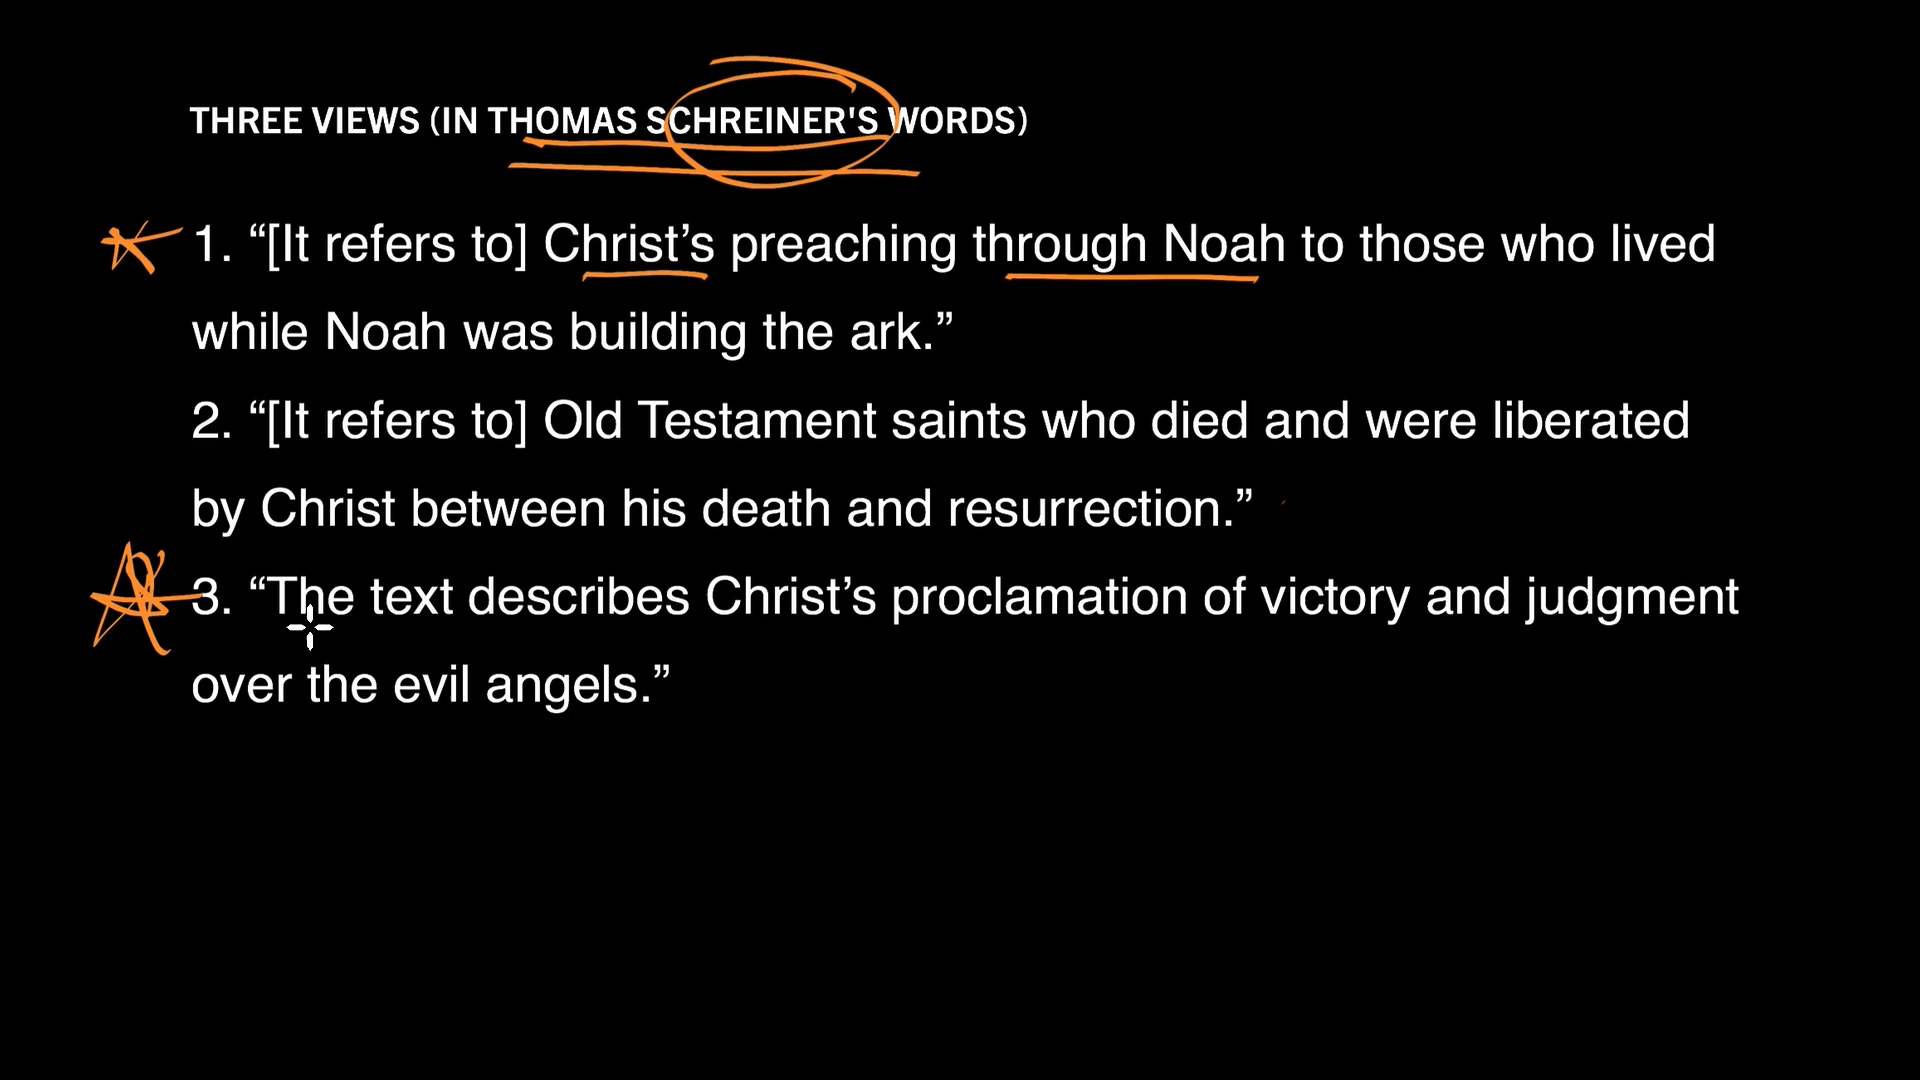 THREE VIEWS (IN THOMAS SCHREINER'S WORDS)
1. “[It refers to] Christ’s preaching through Noah to those who lived
while Noah was building the ark.”
2. “[It refers to] Old Testament saints who died and were liberated
by Christ between his death and resurrection.”
3. “The text describes Christ’s proclamation of victory and judgment
over the evil angels.”